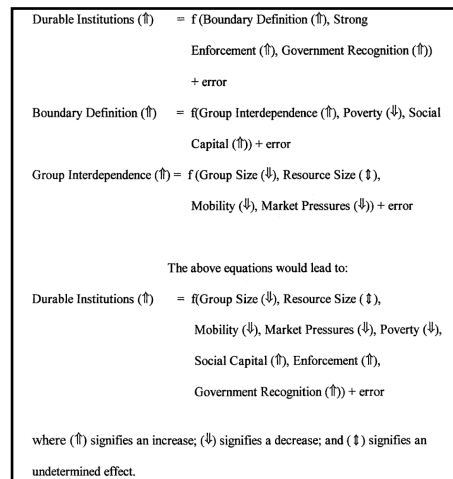 Durable Institutions (⇑) = f (Boundary Definition (⇑), Strong
Enforcement (⇑), Government Recognition (⇑))
+ error
Boundary Definition (⇑) = f(Group Interdependence (⇑), Poverty (⇓), Social
Capital (⇑)) + error
Group Interdependence (⇑) = f (Group Size (⇓), Resource Size (⇕),
Mobility (⇓), Market Pressures (⇓)) + error
The above equations would lead to:
Durable Institutions (⇑) = f(Group Size (⇓), Resource Size (⇕),
Mobility (⇓), Market Pressures (⇓), Poverty (⇓),
Social Capital (⇑), Enforcement (⇑),
Government Recognition (⇑)) + error
where (⇑) signifies an increase; (⇓) signifies a decrease; and (⇕) signifies an
undetermined effect.